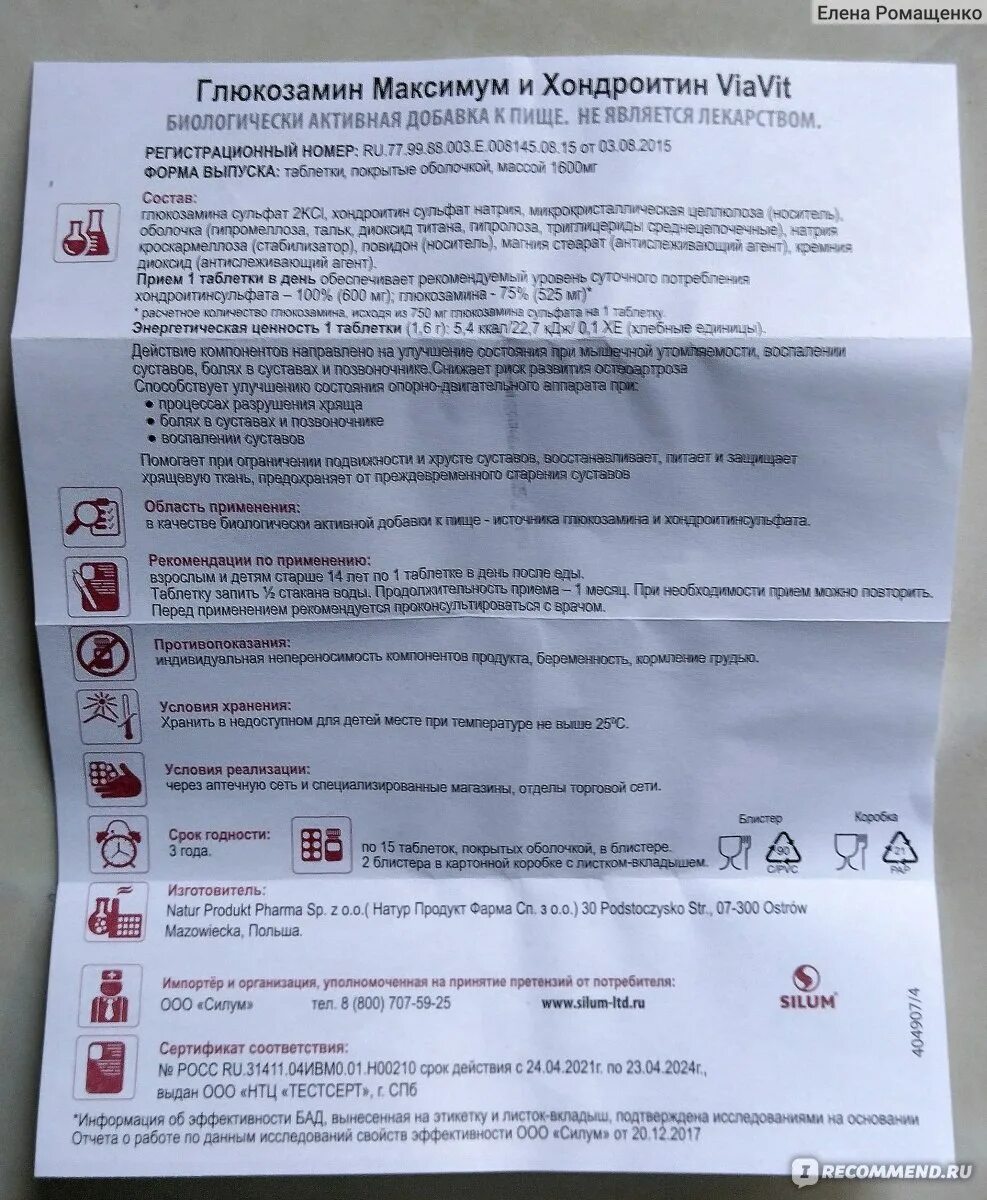 Елена Ромащенко
Глюкозамин Максимум и Хондроитин ViaVit
БИОЛОГИЧЕСКИ АКТИВНАЯ ДОБАВКА К ПИЩЕ. НЕ ЯВЛЯЕТСЯ ЛЕКАРСТВОМ.
РЕГИСТРАЦИОННЫЙ НОМЕР: RU.77.99.88.003.E.008145.08.15 от 03.08.2015
ФОРМА ВЫПУСКА: таблетки, покрытые оболочкой, массой 1600мг
Состав:
глюкозамина сульфат 2KCl, хондроитин сульфат натрия, микрокристаллическая целлюлоза (носитель),
оболочка (гипромеллоза, тальк, диоксид титана, гипролоза, триглицериды среднецепочечные), натрия
кроскармеллоза (стабилизатор), повидон (носитель), магния стеарат (антислеживающий агент), кремния
диоксид (антислеживающий агент).
Прием 1 таблетки в день обеспечивает рекомендуемый уровень суточного потребления
хондроитинсульфата – 100% (600 мг); глюкозамина - 75% (525 мг)*
* расчетное количество глюкозамина, исходя из 750 мг глюкозамина сульфата на 1 таблетку.
Энергетическая ценность 1 таблетки (1,6 г): 5,4 ккал/22,7 кДж/ 0,1 ХЕ (хлебные единицы).
Действие компонентов направлено на улучшение состояния при мышечной утомляемости, воспалении
суставов, болях в суставах и позвоночнике.Снижает риск развития остеоартроза
Способствует улучшению состояния опорно-двигательного аппарата при:
• процессах разрушения хряща
• болях в суставах и позвоночнике
• воспалении суставов
Помогает при ограничении подвижности и хрусте суставов, восстанавливает, питает и защищает
хрящевую ткань, предохраняет от преждевременного старения суставов
Область применения:
в качестве биологически активной добавки к пище - источника глюкозамина и хондроитинсульфата.
Рекомендации по применению:
взрослым и детям старше 14 лет по 1 таблетке в день после еды.
Таблетку запить ½ стакана воды. Продолжительность приема – 1 месяц. При необходимости прием можно повторить.
Перед применением рекомендуется проконсультироваться с врачом.
Противопоказания:
индивидуальная непереносимость компонентов продукта, беременность, кормление грудью.
Условия хранения:
Хранить в недоступном для детей месте при температуре не выше 25⁰С.
Условия реализации:
через аптечную сеть и специализированные магазины, отделы торговой сети.
Срок годности:
3 года.
по 15 таблеток, покрытых оболочкой, в блистере.
2 блистера в картонной коробке с листком-вкладышем.
Блистер
90
C/PVC
Коробка
21
PAP
Изготовитель:
Natur Produkt Pharma Sp. z o.o.( Натур Продукт Фарма Сп. з о.о.) 30 Podstoczysko Str., 07-300 Ostrów
Mazowiecka, Польша.
Импортёр и организация, уполномоченная на принятие претензий от потребителя:
ООО «Силум» тел. 8 (800) 707-59-25 www.silum-ltd.ru
SILUM
404907/4
Сертификат соответствия:
№ РОСС RU.31411.04ИВМ0.01.Н00210 срок действия с 24.04.2021г. по 23.04.2024г.,
выдан ООО «НТЦ «ТЕСТСЕРТ», г. СПб
*Информация об эффективности БАД, вынесенная на этикетку и листок-вкладыш, подтверждена исследованиями на основании
Отчета о работе по данным исследований свойств эффективности ООО «Силум» от 20.12.2017
I RECOMMEND.RU